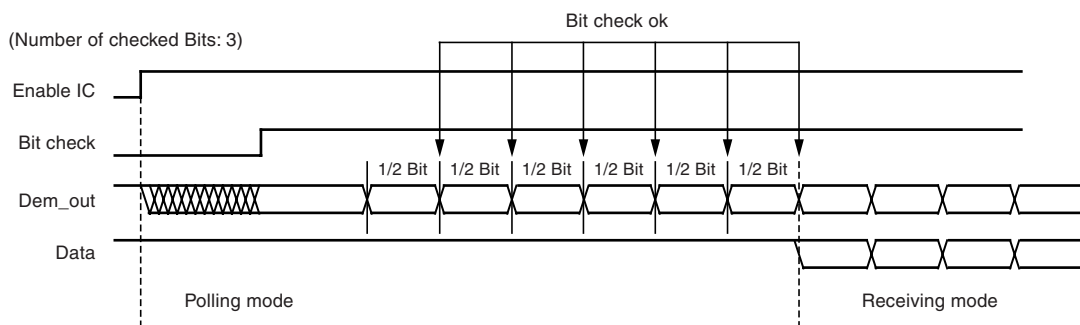 Bit check ok
(Number of checked Bits: 3)
Enable IC
Bit check
1/2 Bit 1/2 Bit 1/2 Bit 1/2 Bit 1/2 Bit 1/2 Bit
Dem_out
Data
Polling mode Receiving mode